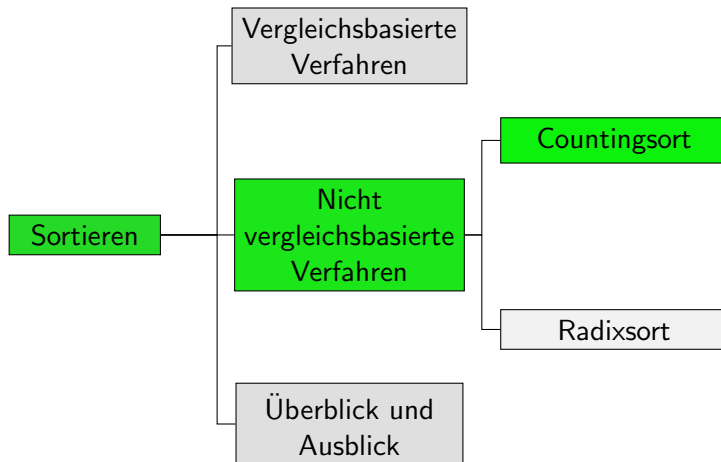 Vergleichsbasierte
Verfahren
Countingsort
Nicht
vergleichsbasierte
Verfahren
Sortieren
Radixsort
Überblick und
Ausblick